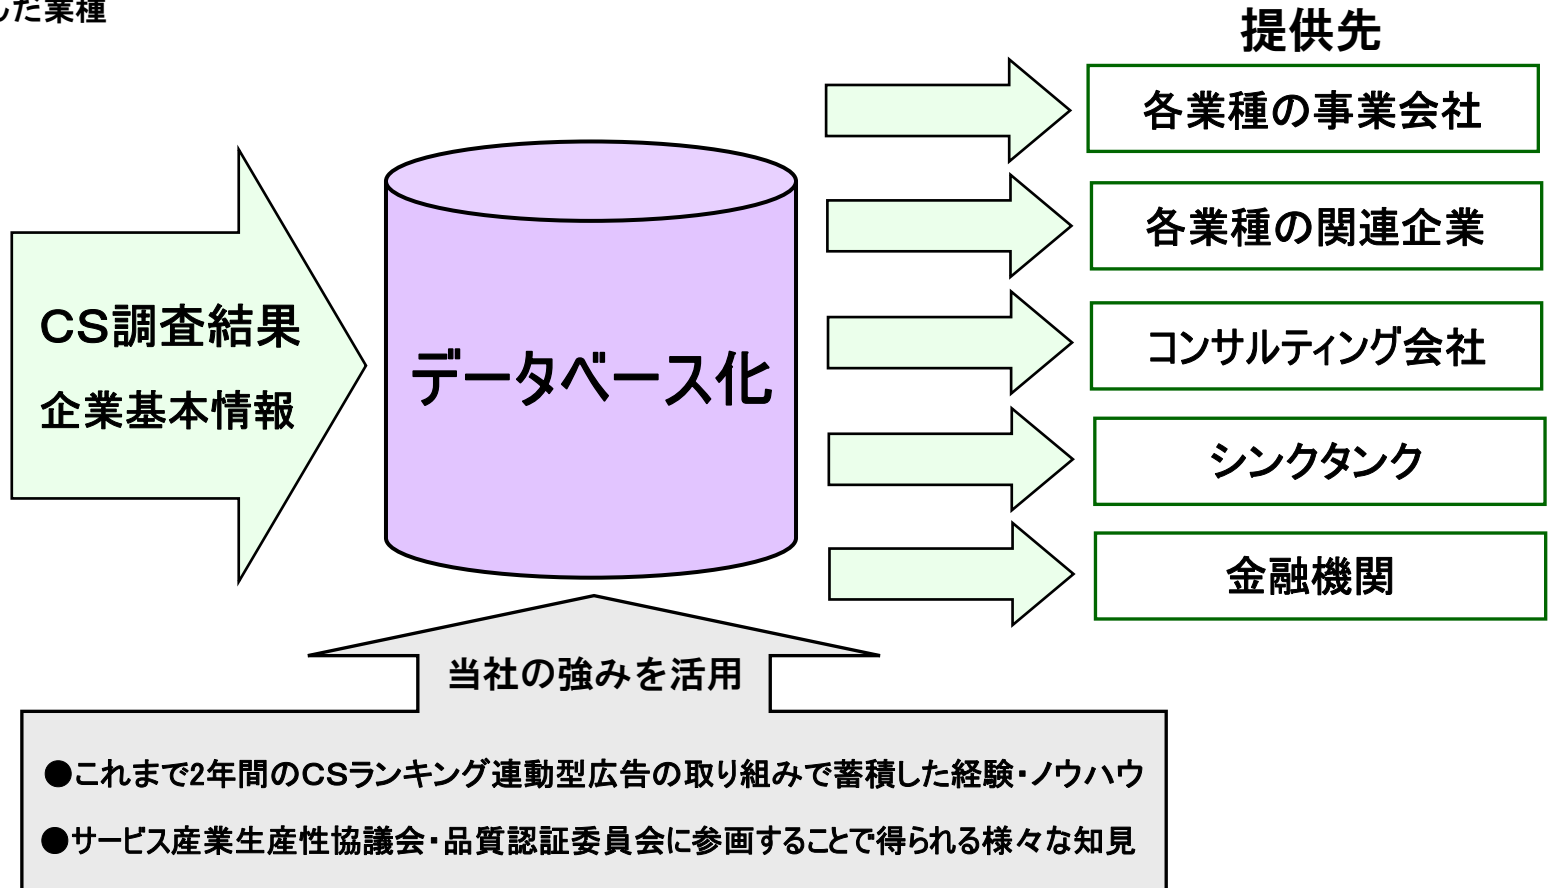 した業種
提供先
各業種の事業会社
各業種の関連企業
CS調査結果
企業基本情報
データベース化
コンサルティング会社
シンクタンク
金融機関
当社の強みを活用
●これまで2年間のCSランキング連動型広告の取り組みで蓄積した経験・ノウハウ
●サービス産業生産性協議会・品質認証委員会に参画することで得られる様々な知見